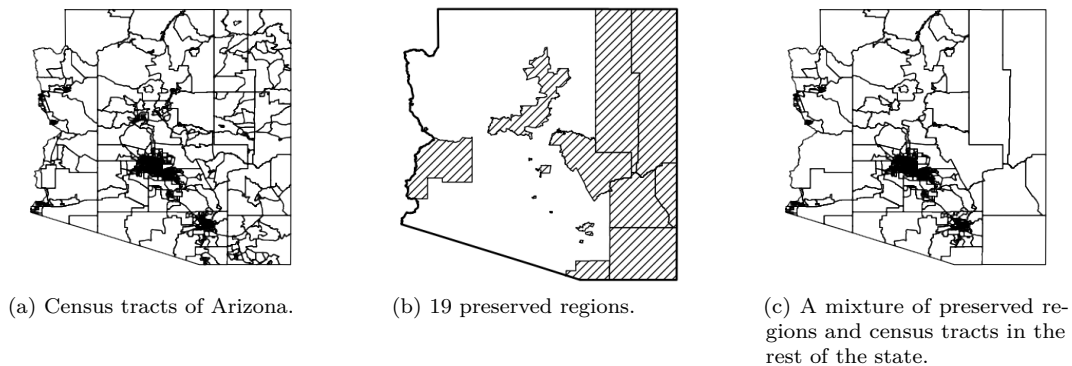 (a) Census tracts of Arizona.
(b) 19 preserved regions.
(c) A mixture of preserved re-
gions and census tracts in the
rest of the state.